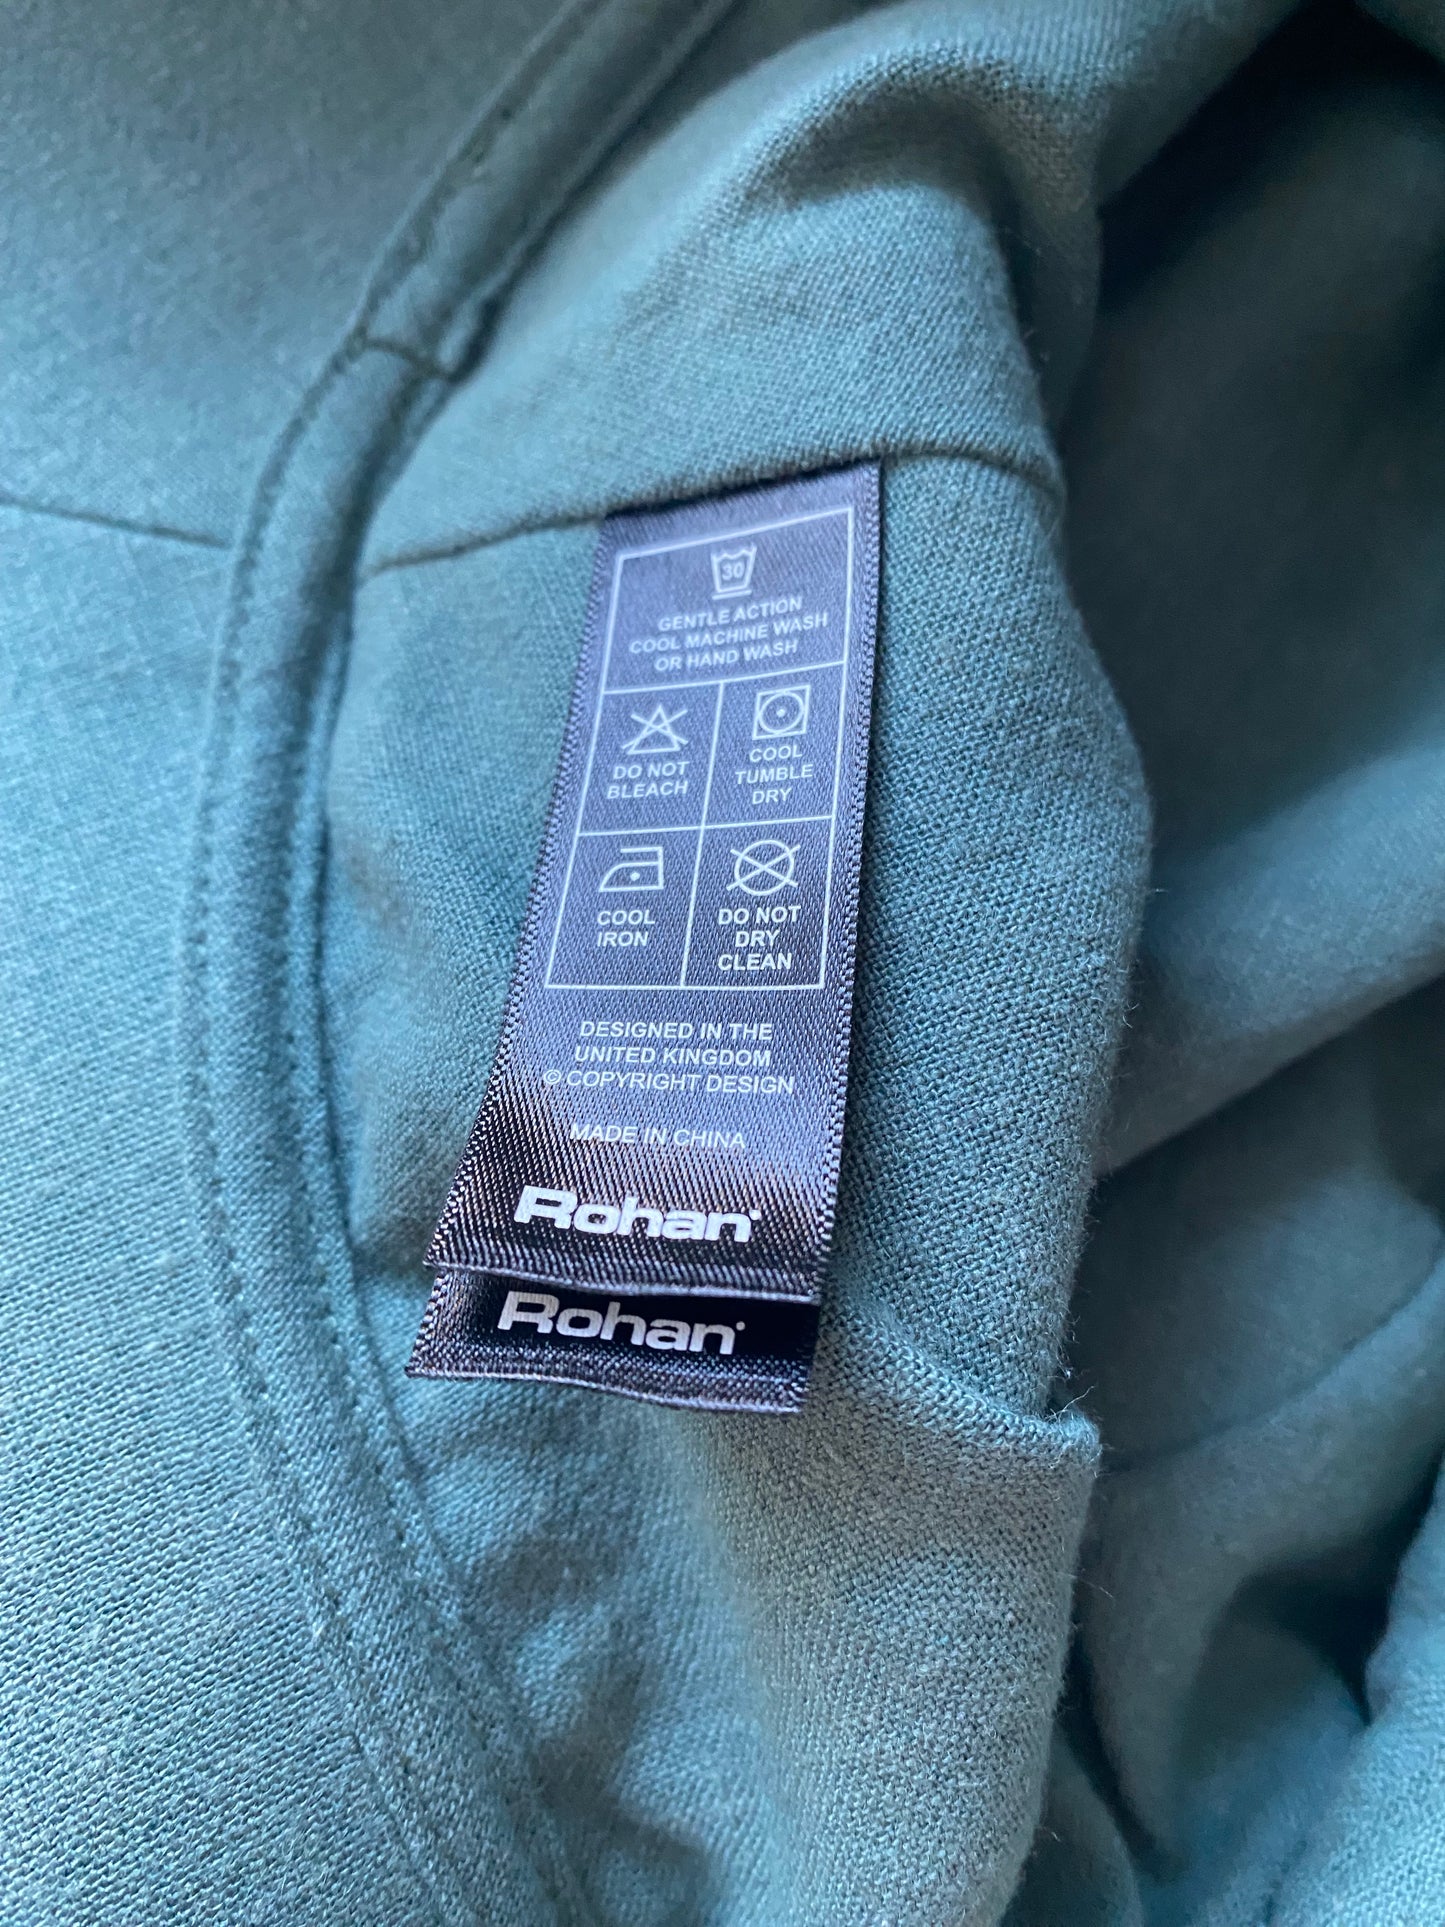 30
GENTLE ACTION
COOL MACHINE WASH
OR HAND WASH
DO NOT
BLEACH
COOL
TUMBLE
DRY
COOL
IRON
DO NOT
DRY
CLEAN
DESIGNED IN THE
UNITED KINGDOM
© COPYRIGHT DESIGN
MADE IN CHINA
Rohan
Rohan